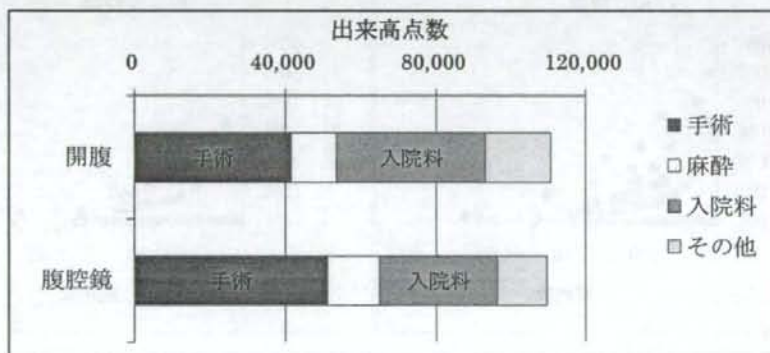 出来高点数
0 40,000 80,000 120,000
開腹 手術 入院料
腹腔鏡 手術 入院料
手術
麻酔
入院料
その他